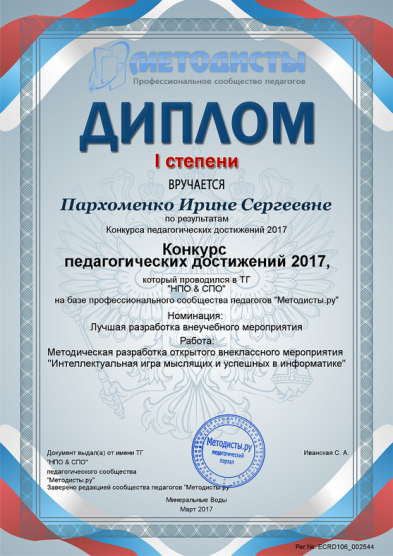 МЕТОДИСТЫ
Профессиональное сообщество педагогов
ДИПЛОМ
I степени
ВРУЧАЕТСЯ
Пархоменко Ирине Сергеевне
по результатам
Конкурса педагогических достижений 2017
Конкурс
педагогических достижений 2017,
который проводился в ТГ
"НПО & СПО"
на базе профессионального сообщества педагогов "Методисты.ру"
Номинация:
Лучшая разработка внеучебного мероприятия
Работа:
Методическая разработка открытого внеклассного мероприятия
"Интеллектуальная игра мыслящих и успешных в информатике"
Методисты.ру
педагогический
портал
Документ выдал(а) от имени ТГ
Иванская С. А.
"НПО & СПО"
педагогического сообщества
"Методисты.ру"
Заверено редакцией сообщества педагогов "Методисты.ру"
Минеральные Воды
Март 2017
Рег.№: ECRD106_002544